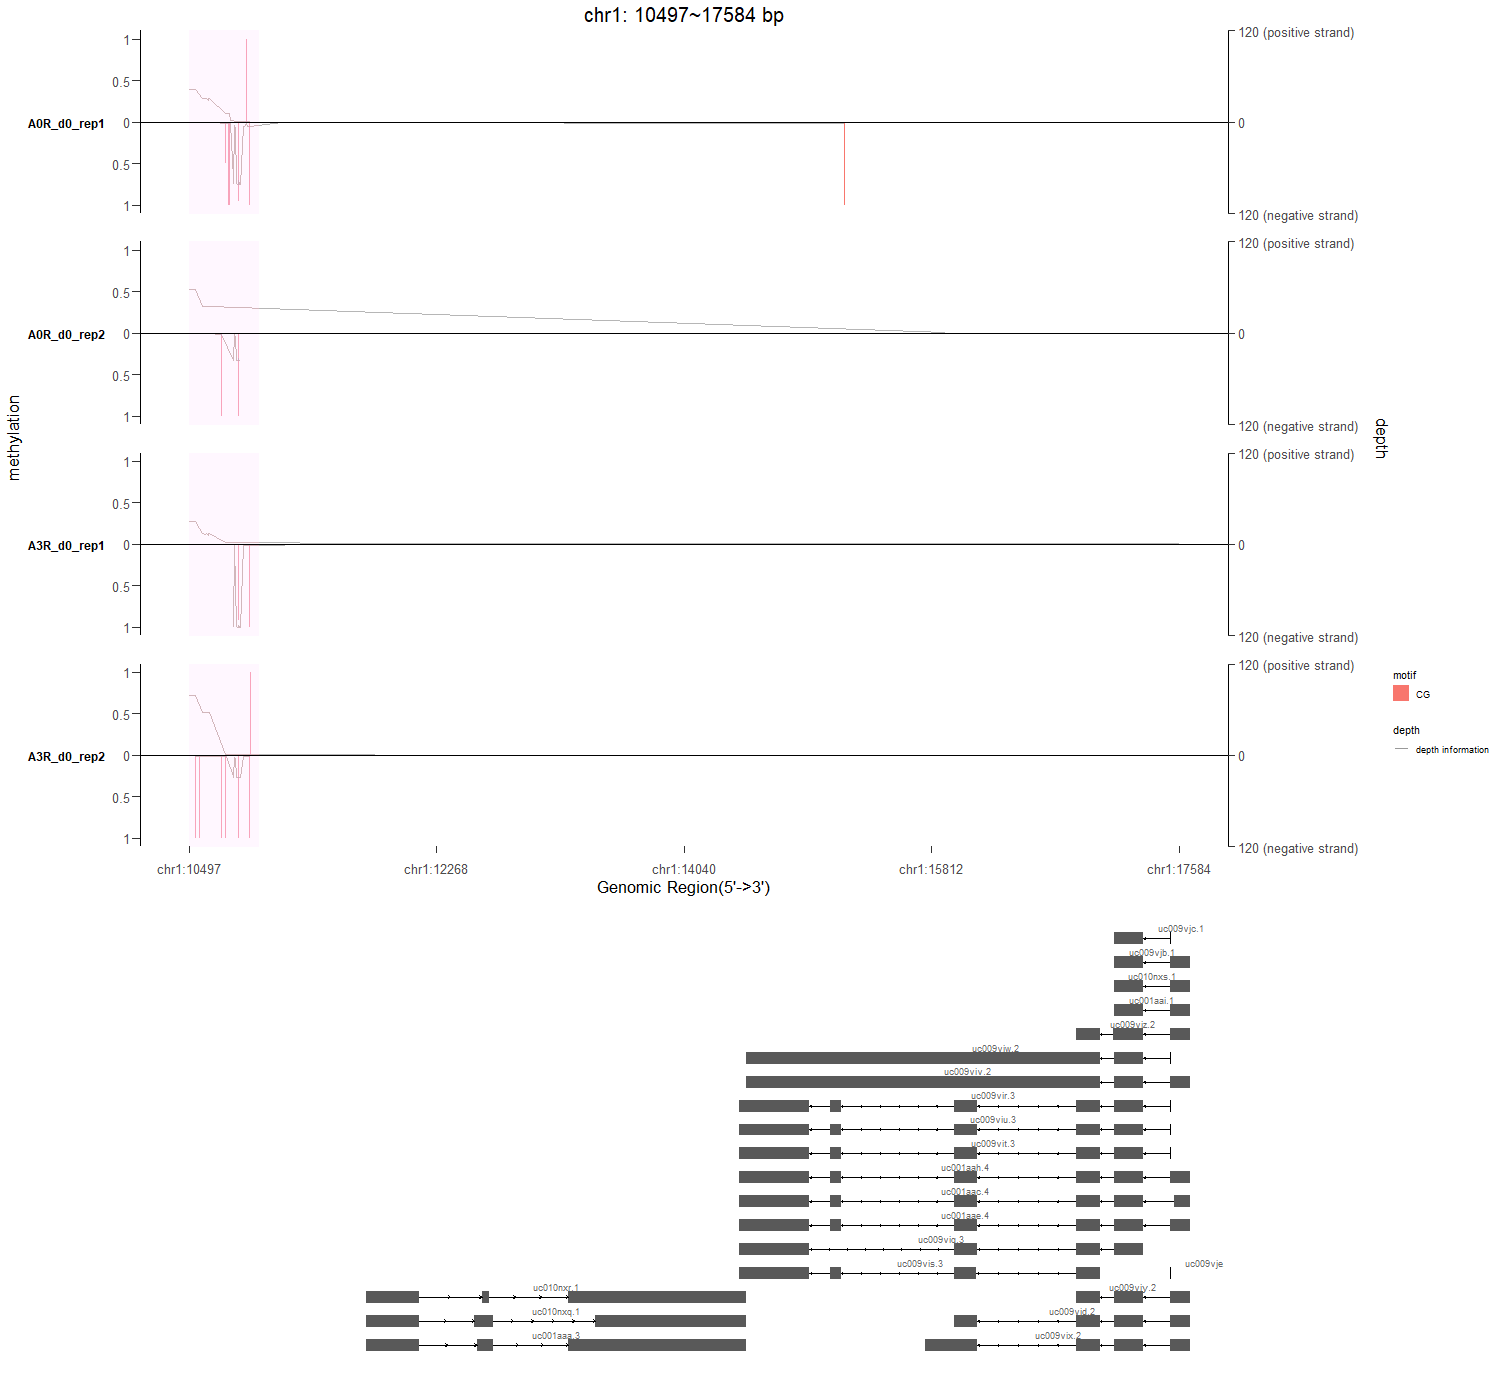 chr1: 10497~17584 bp
methylation
depth
A0R_d0_rep1
1
0.5
0
0.5
1
120 (positive strand)
0
120 (negative strand)
A0R_d0_rep2
1
0.5
0
0.5
1
120 (positive strand)
0
120 (negative strand)
A3R_d0_rep1
1
0.5
0
0.5
1
120 (positive strand)
0
120 (negative strand)
A3R_d0_rep2
1
0.5
0
0.5
1
120 (positive strand)
0
120 (negative strand)
motif
CG
depth
depth information
chr1:10497 chr1:12268 chr1:14040 chr1:15812 chr1:17584
Genomic Region(5'->3')
uc009vjc.1
uc009vjb.1
uc010nxs.1
uc001aai.1
uc009viz.2
uc009viw.2
uc009viv.2
uc009vir.3
uc009viu.3
uc009vit.3
uc001aah.4
uc001aac.4
uc001aae.4
uc009viq.3
uc009vis.3 uc009vje
uc010nxr.1 uc009viy.2
uc010nxq.1 uc009vjd.2
uc001aaa.3 uc009vix.2